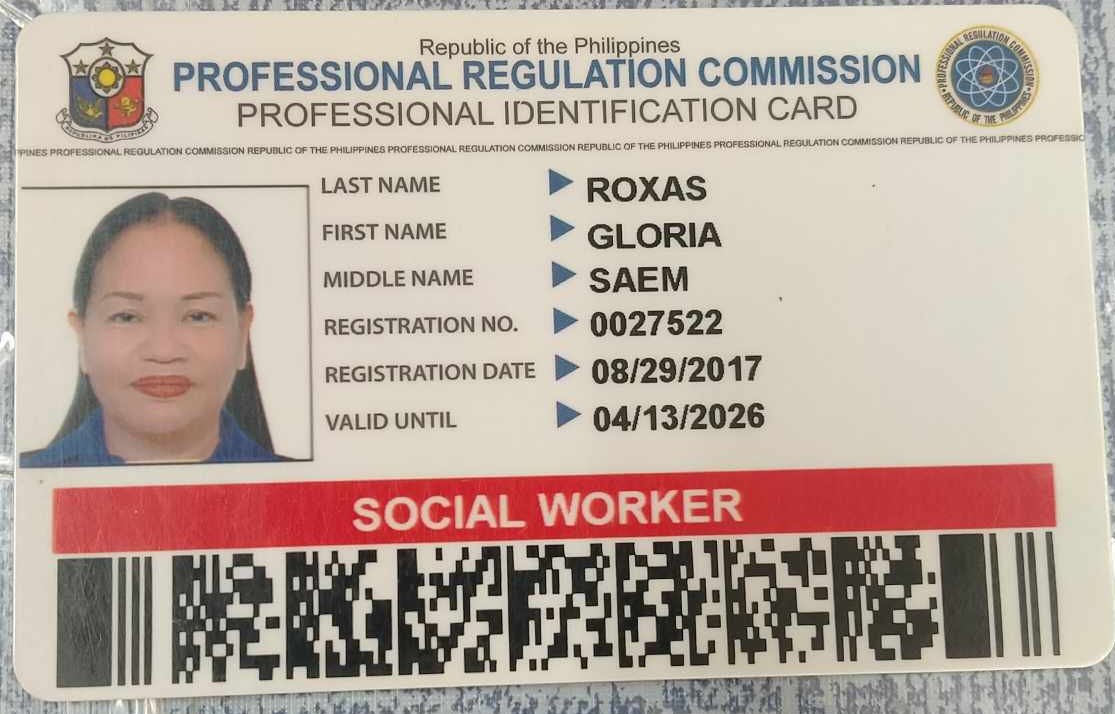 Republic of the Philippines
PROFESSIONAL REGULATION COMMISSION
PROFESSIONAL IDENTIFICATION CARD
PROFESSIONAL REGULATION COMMISSION
REPUBLIC OF THE PHILIPPINES
REPUBLIKA NG PILIPINAS
PPINES PROFESSIONAL REGULATION COMMISSION REPUBLIC OF THE PHILIPPINES PROFESSIONAL REGULATION COMMISSION REPUBLIC OF THE PHILIPPINES PROFESSIONAL REGULATION COMMISSION REPUBLIC OF THE PHILIPPINES PROFESSIO
LAST NAME ROXAS
FIRST NAME GLORIA
MIDDLE NAME SAEM
REGISTRATION NO. 0027522
REGISTRATION DATE 08/29/2017
VALID UNTIL 04/13/2026
SOCIAL WORKER